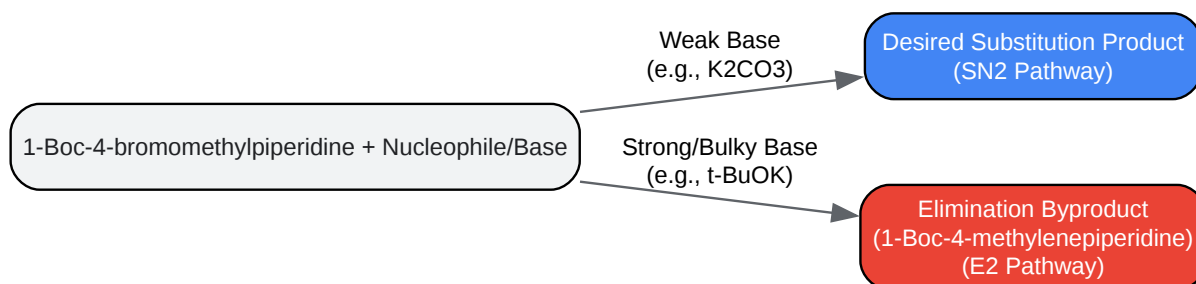 1-Boc-4-bromomethylpiperidine + Nucleophile/Base
Weak Base
(e.g., K2CO3)
Desired Substitution Product
(SN2 Pathway)
Strong/Bulky Base
(e.g., t-BuOK)
Elimination Byproduct
(1-Boc-4-methylenepiperidine)
(E2 Pathway)